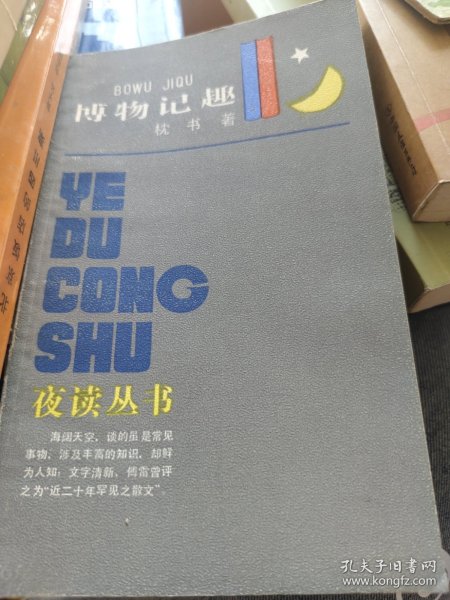 BOWU JIQU
博物记趣
枕书著
YE
DU
CONG
SHU
夜读丛书
海阔天空，谈的虽是常见
事物，涉及丰富的知识，却鲜
为人知；文字清新，傅雷曾评
之为“近二十年罕见之散文”。
孔夫子旧书网
www.kongfz.com